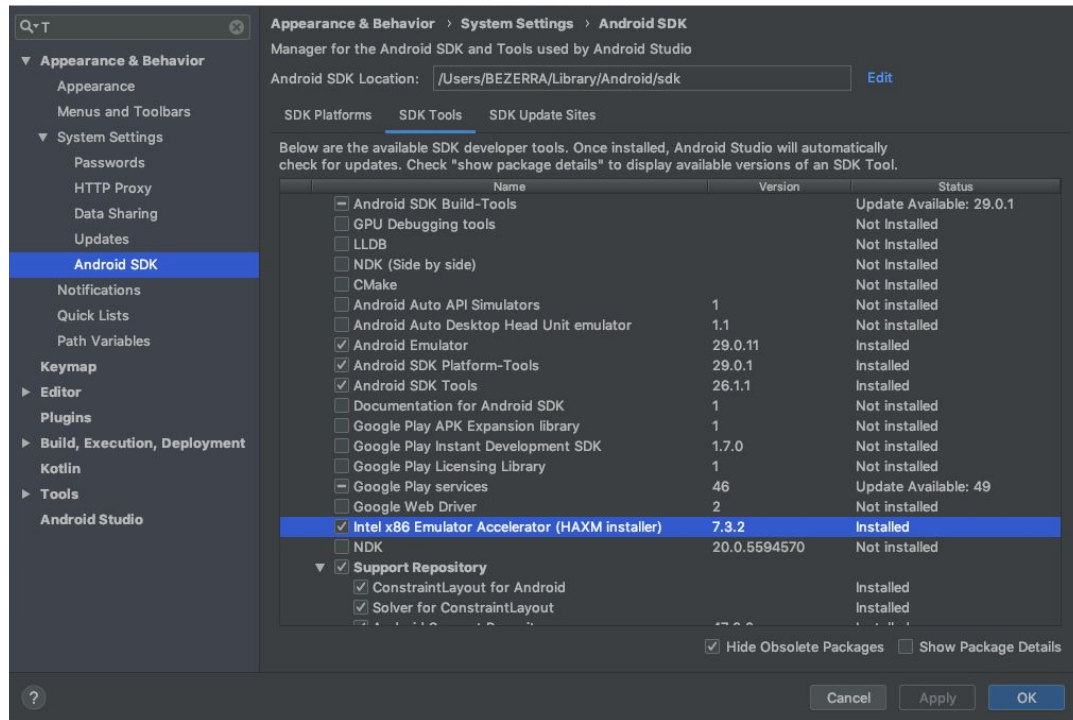 T
Appearance & Behavior
Appearance
Menus and Toolbars
System Settings
Passwords
HTTP Proxy
Data Sharing
Updates
Android SDK
Notifications
Quick Lists
Path Variables
Keymap
Editor
Plugins
Build, Execution, Deployment
Kotlin
Tools
Android Studio
Appearance & Behavior › System Settings › Android SDK
Manager for the Android SDK and Tools used by Android Studio
Android SDK Location: /Users/BEZERRA/Library/Android/sdk Edit
SDK Platforms SDK Tools SDK Update Sites
Below are the available SDK developer tools. Once installed, Android Studio will automatically
check for updates. Check "show package details" to display available versions of an SDK Tool.
Name Version Status
Android SDK Build-Tools Update Available: 29.0.1
GPU Debugging tools Not Installed
LLDB Not Installed
NDK (Side by side) Not Installed
CMake Not Installed
Android Auto API Simulators 1 Not installed
Android Auto Desktop Head Unit emulator 1.1 Not installed
Android Emulator 29.0.11 Installed
Android SDK Platform-Tools 29.0.1 Installed
Android SDK Tools 26.1.1 Installed
Documentation for Android SDK 1 Not installed
Google Play APK Expansion library 1 Not installed
Google Play Instant Development SDK 1.7.0 Not installed
Google Play Licensing Library 1 Not installed
Google Play services 46 Update Available: 49
Google Web Driver 2 Not installed
Intel x86 Emulator Accelerator (HAXM installer) 7.3.2 Installed
NDK 20.0.5594570 Not installed
Support Repository
ConstraintLayout for Android Installed
Solver for ConstraintLayout Installed
Hide Obsolete Packages Show Package Details
? Cancel Apply OK